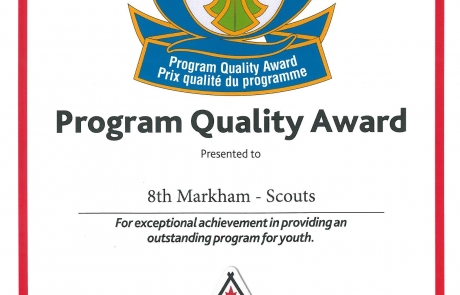 Program Quality Award
Prix qualité du programme
Program Quality Award
Presented to
8th Markham - Scouts
For exceptional achievement in providing an
outstanding program for youth.